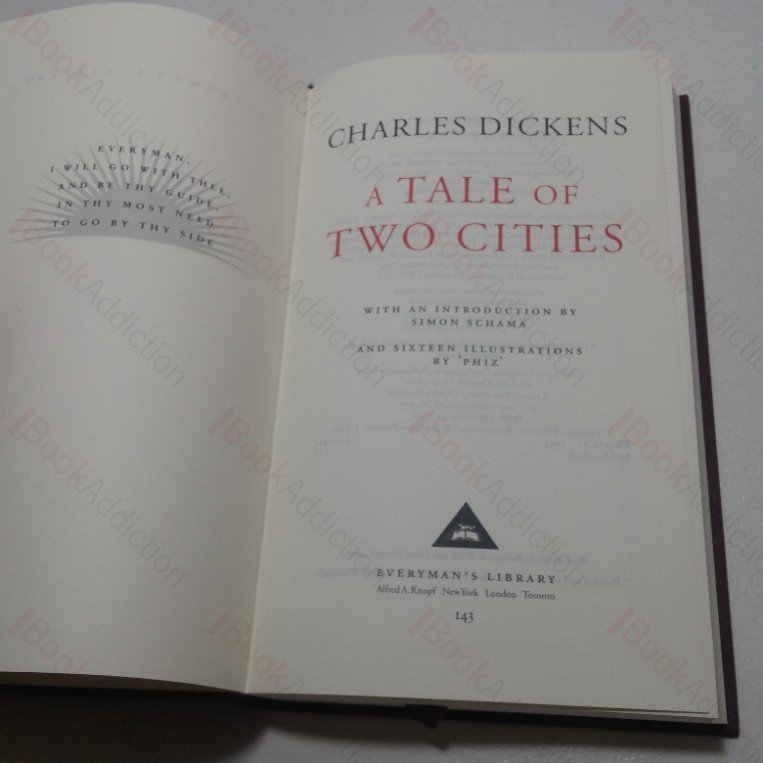 EVERYMAN,
I WILL GO WITH THEE,
AND BE THY GUIDE,
IN THY MOST NEED
TO GO BY THY SIDE
CHARLES DICKENS
A TALE OF
TWO CITIES
WITH AN INTRODUCTION BY
SIMON SCHAMA
AND SIXTEEN ILLUSTRATIONS
BY 'PHIZ'
EVERYMAN'S LIBRARY
Alfred A. Knopf New York London Toronto
143
BookAddiction